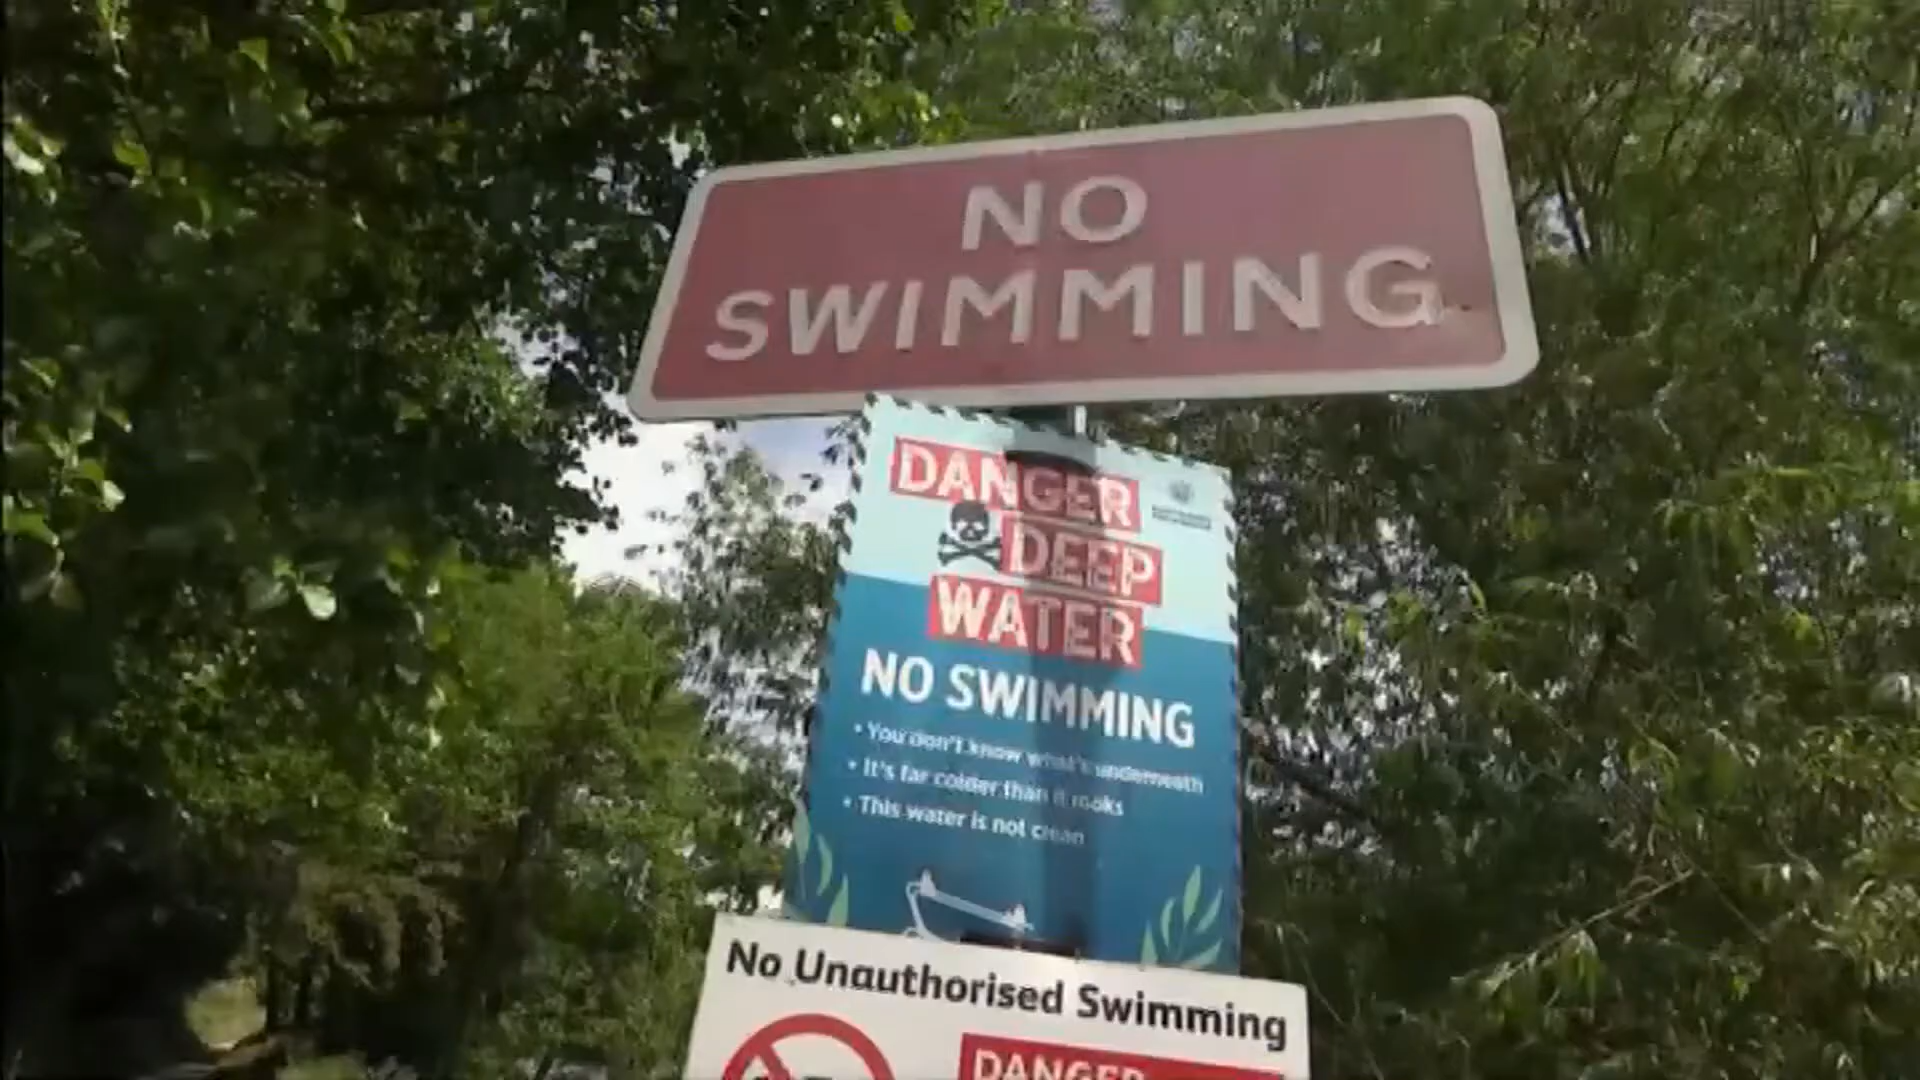 NO
SWIMMING
DANGER
DEEP
WATER
NO SWIMMING
• You don't know what's underneath
• It's far colder than it looks
• This water is not clean
No Unauthorised Swimming
DANGER